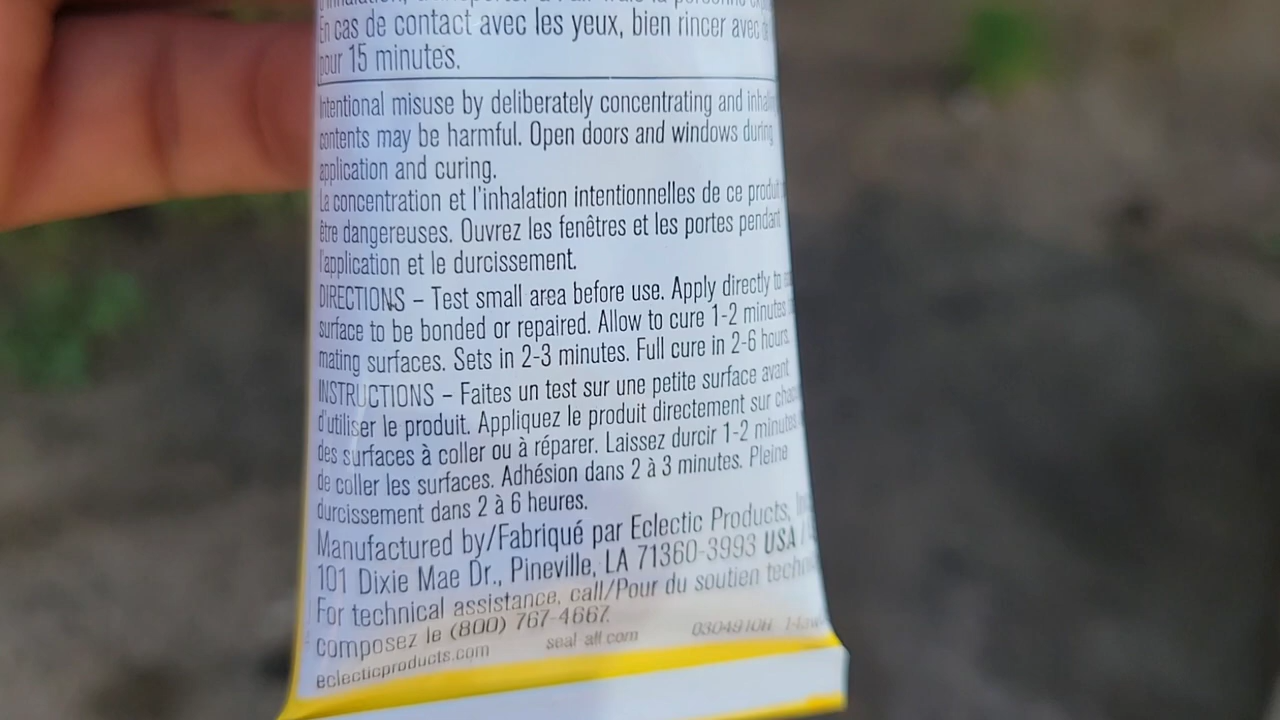 En cas de contact avec les yeux, bien rincer avec
pour 15 minutes.
Intentional misuse by deliberately concentrating and
contents may be harmful. Open doors and windows during
application and curing.
La concentration et l'inhalation intentionnelles de ce produit
être dangereuses. Ouvrez les fenêtres et les portes pendant
l'application et le durcissement.
DIRECTIONS – Test small area before use. Apply directly to
surface to be bonded or repaired. Allow to cure 1-2 minutes
mating surfaces. Sets in 2-3 minutes. Full cure in 2-6 hours.
INSTRUCTIONS – Faites un test sur une petite surface avant
d'utiliser le produit. Appliquez le produit directement sur
des surfaces à coller ou à réparer. Laissez durcir 1-2 minutes
de coller les surfaces. Adhésion dans 2 à 3 minutes. Pleine
durcissement dans 2 à 6 heures.
Manufactured by/Fabriqué par Eclectic Products,
101 Dixie Mae Dr., Pineville, LA 71360-3993 USA /
For technical assistance, call/Pour du soutien
composez le (800) 767-4667.
eclecticproducts.com seal-all.com 0304910H